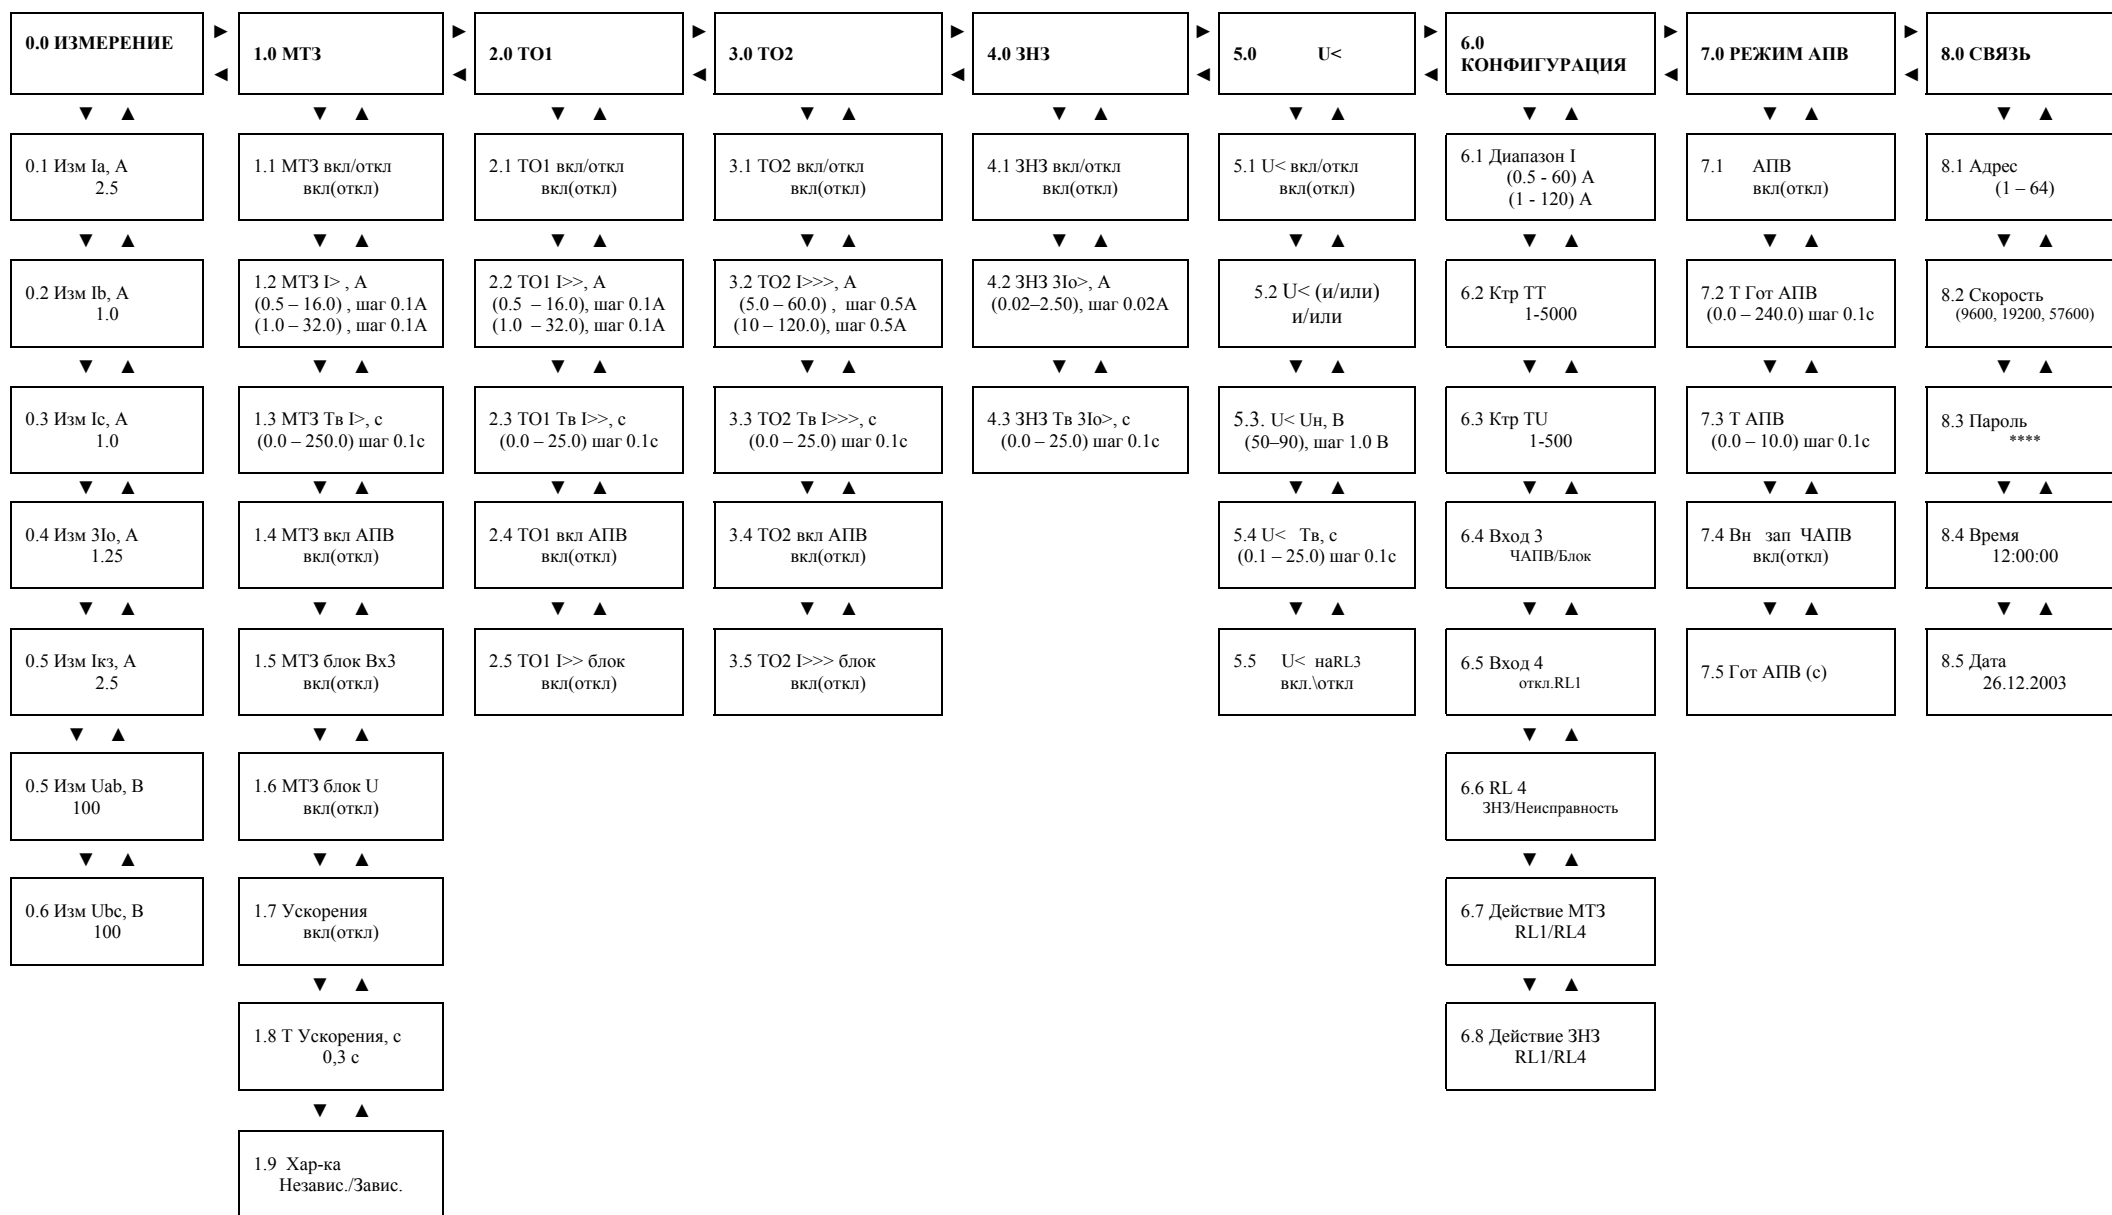 0.0 ИЗМЕРЕНИЕ
1.0 МТЗ
2.0 ТО1
3.0 ТО2
4.0 ЗНЗ
5.0 U<
6.0
КОНФИГУРАЦИЯ
7.0 РЕЖИМ АПВ
8.0 СВЯЗЬ
0.1 Изм Ia, А
2.5
1.1 МТЗ вкл/откл
вкл(откл)
2.1 ТО1 вкл/откл
вкл(откл)
3.1 ТО2 вкл/откл
вкл(откл)
4.1 ЗНЗ вкл/откл
вкл(откл)
5.1 U< вкл/откл
вкл(откл)
6.1 Диапазон I
(0.5 - 60) А
(1 - 120) А
7.1 АПВ
вкл(откл)
8.1 Адрес
(1 – 64)
0.2 Изм Ib, А
1.0
1.2 МТЗ I> , А
(0.5 – 16.0) , шаг 0.1А
(1.0 – 32.0) , шаг 0.1А
2.2 ТО1 I>>, А
(0.5 – 16.0), шаг 0.1А
(1.0 – 32.0), шаг 0.1А
3.2 ТО2 I>>>, А
(5.0 – 60.0) , шаг 0.5А
(10 – 120.0), шаг 0.5А
4.2 ЗНЗ 3Iо>, А
(0.02–2.50), шаг 0.02А
5.2 U< (и/или)
и/или
6.2 Ктр ТТ
1-5000
7.2 Т Гот АПВ
(0.0 – 240.0) шаг 0.1с
8.2 Скорость
(9600, 19200, 57600)
0.3 Изм Ic, А
1.0
1.3 МТЗ Тв I>, с
(0.0 – 250.0) шаг 0.1с
2.3 ТО1 Тв I>>, с
(0.0 – 25.0) шаг 0.1с
3.3 ТО2 Тв I>>>, с
(0.0 – 25.0) шаг 0.1с
4.3 ЗНЗ Тв 3Iо>, с
(0.0 – 25.0) шаг 0.1с
5.3. U< Uн, В
(50–90), шаг 1.0 В
6.3 Ктр TU
1-500
7.3 Т АПВ
(0.0 – 10.0) шаг 0.1с
8.3 Пароль
****
0.4 Изм 3Iо, А
1.25
1.4 МТЗ вкл АПВ
вкл(откл)
2.4 ТО1 вкл АПВ
вкл(откл)
3.4 ТО2 вкл АПВ
вкл(откл)
5.4 U< Тв, с
(0.1 – 25.0) шаг 0.1с
6.4 Вход 3
ЧАПВ/Блок
7.4 Вн зап ЧАПВ
вкл(откл)
8.4 Время
12:00:00
0.5 Изм Iкз, А
2.5
1.5 МТЗ блок Вх3
вкл(откл)
2.5 ТО1 I>> блок
вкл(откл)
3.5 ТО2 I>>> блок
вкл(откл)
5.5 U< наRL3
вкл.\откл
6.5 Вход 4
откл.RL1
7.5 Гот АПВ (с)
8.5 Дата
26.12.2003
0.5 Изм Uab, В
100
1.6 МТЗ блок U
вкл(откл)
6.6 RL 4
ЗНЗ/Неисправность
0.6 Изм Ubc, В
100
1.7 Ускорения
вкл(откл)
6.7 Действие МТЗ
RL1/RL4
1.8 Т Ускорения, с
0,3 с
6.8 Действие ЗНЗ
RL1/RL4
1.9 Хар-ка
Независ./Завис.